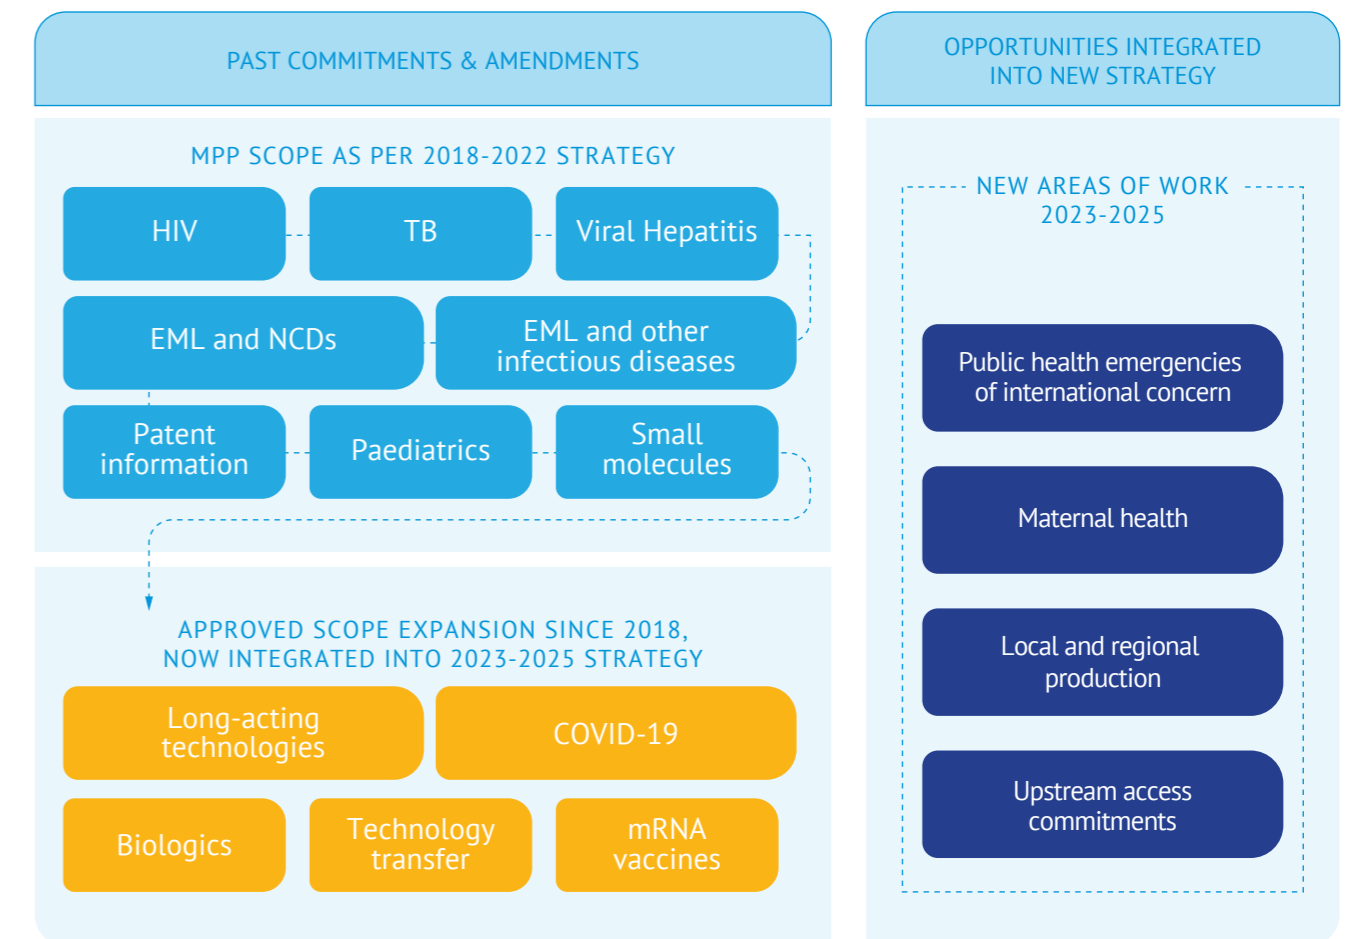 PAST COMMITMENTS & AMENDMENTS
MPP SCOPE AS PER 2018-2022 STRATEGY
HIV
TB
Viral Hepatitis
EML and NCDs
EML and other
infectious diseases
Patent
information
Paediatrics
Small
molecules
APPROVED SCOPE EXPANSION SINCE 2018,
NOW INTEGRATED INTO 2023-2025 STRATEGY
Long-acting
technologies
COVID-19
Biologics
Technology
transfer
mRNA
vaccines
OPPORTUNITIES INTEGRATED
INTO NEW STRATEGY
NEW AREAS OF WORK
2023-2025
Public health emergencies
of international concern
Maternal health
Local and regional
production
Upstream access
commitments